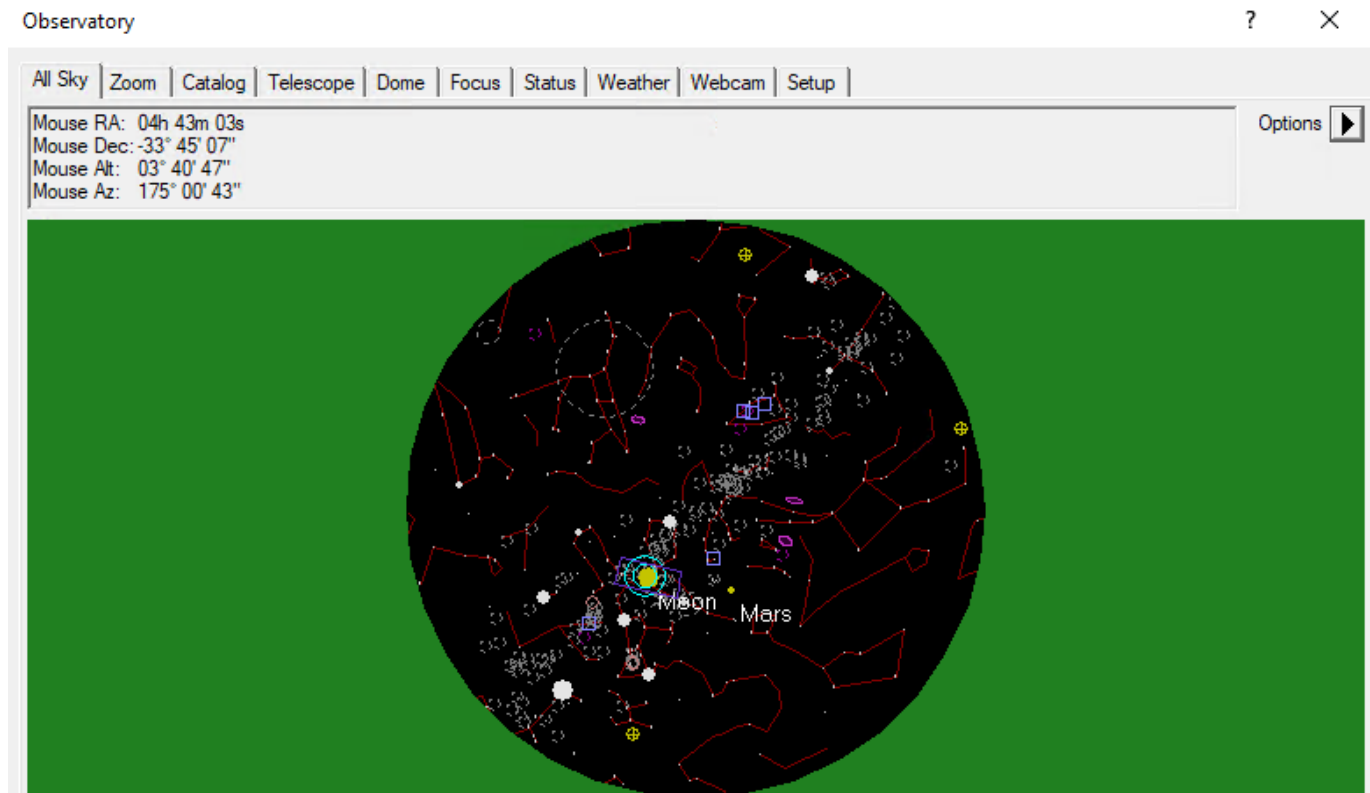 Observatory ?
All Sky Zoom Catalog Telescope Dome Focus Status Weather Webcam Setup
Mouse RA: 04h 43m 03s Options
Mouse Dec: -33° 45' 07"
Mouse Alt: 03° 40' 47"
Mouse Az: 175° 00' 43"
Moon
Mars